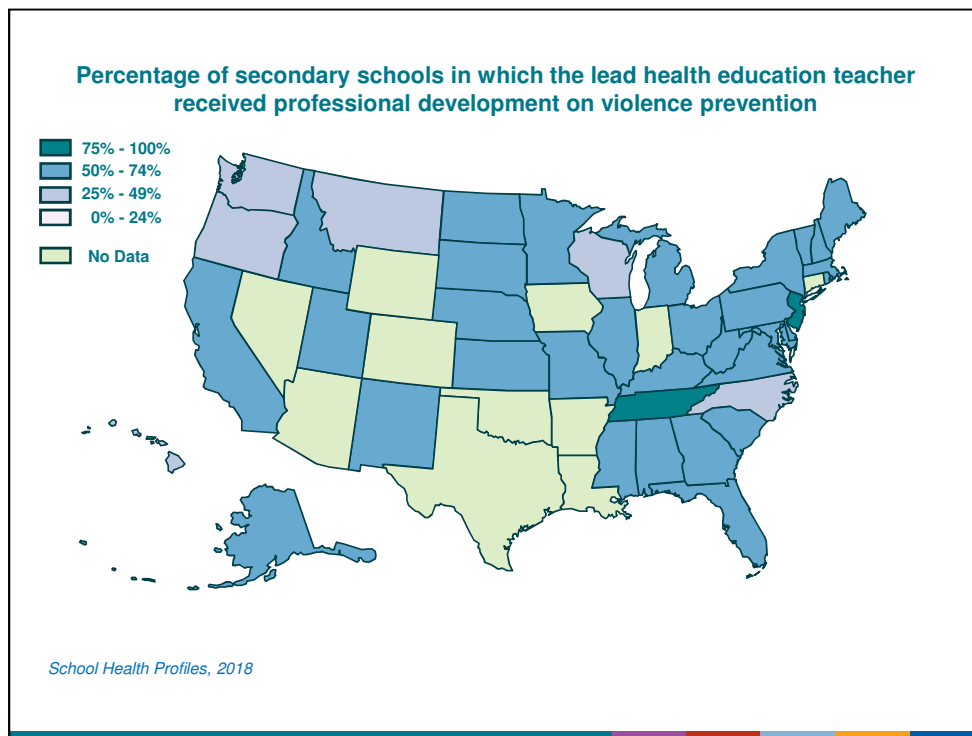 Percentage of secondary schools in which the lead health education teacher
received professional development on violence prevention
75% - 100%
50% - 74%
25% - 49%
0% - 24%
No Data
School Health Profiles, 2018